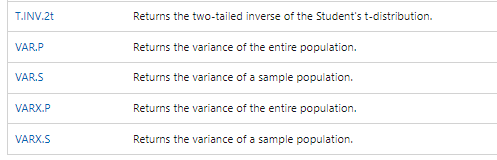 T.INV.2t Returns the two-tailed inverse of the Student's t-distribution.
VAR.P Returns the variance of the entire population.
VAR.S Returns the variance of a sample population.
VARX.P Returns the variance of the entire population.
VARX.S Returns the variance of a sample population.